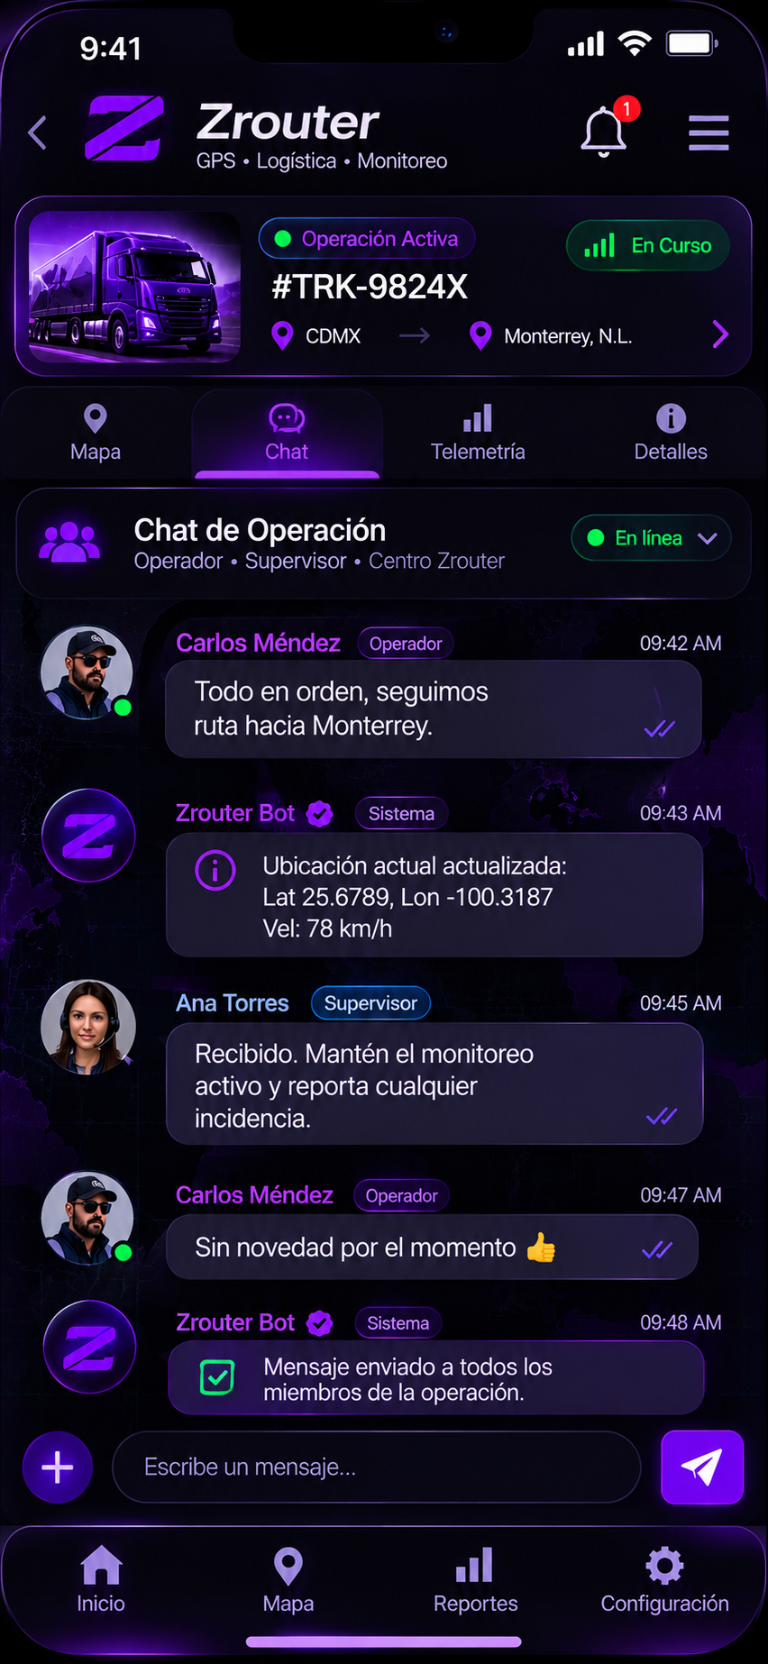 9:41
Zrouter
GPS • Logística • Monitoreo
1
Operación Activa
En Curso
#TRK-9824X
CDMX → Monterrey, N.L.
Mapa
Chat
Telemetría
Detalles
Chat de Operación
Operador • Supervisor • Centro Zrouter
En línea
Carlos Méndez Operador 09:42 AM
Todo en orden, seguimos
ruta hacia Monterrey.
Zrouter Bot Sistema 09:43 AM
Ubicación actual actualizada:
Lat 25.6789, Lon -100.3187
Vel: 78 km/h
Ana Torres Supervisor 09:45 AM
Recibido. Mantén el monitoreo
activo y reporta cualquier
incidencia.
Carlos Méndez Operador 09:47 AM
Sin novedad por el momento 👍
Zrouter Bot Sistema 09:48 AM
Mensaje enviado a todos los
miembros de la operación.
Escribe un mensaje...
Inicio
Mapa
Reportes
Configuración